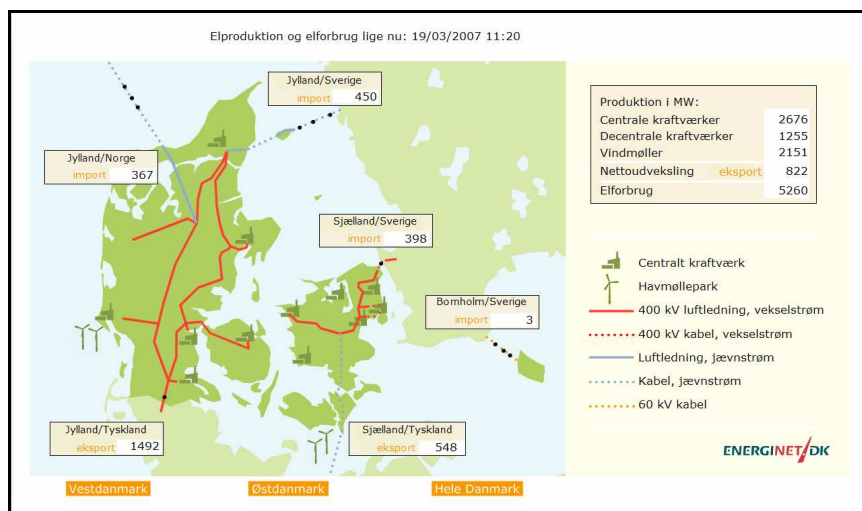 Elproduktion og elforbrug lige nu: 19/03/2007 11:20
Jylland/Sverige
import 450
Jylland/Norge
import 367
Sjælland/Sverige
import 398
Bornholm/Sverige
import 3
Jylland/Tyskland
eksport 1492
Sjælland/Tyskland
eksport 548
Vestdanmark
Østdanmark
Hele Danmark
Produktion i MW:
Centrale kraftværker 2676
Decentrale kraftværker 1255
Vindmøller 2151
Nettoudveksling eksport 822
Elforbrug 5260
Centralt kraftværk
Havmøllepark
400 kV luftledning, vekselstrøm
400 kV kabel, vekselstrøm
Luftledning, jævnstrøm
Kabel, jævnstrøm
60 kV kabel
ENERGINET/DK